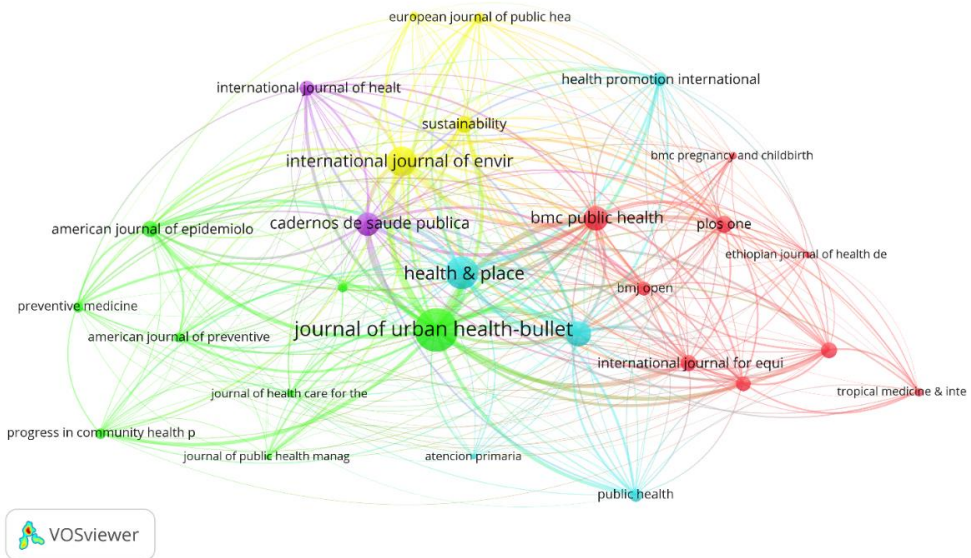 european journal of public hea
international journal of healt
health promotion international
sustainability
international journal of envir
bmc pregnancy and childbirth
cadernos de saude publica
bmc public health
plos one
american journal of epidemiolo
ethiopian journal of health de
health & place
bmj open
preventive medicine
journal of urban health-bullet
american journal of preventive
international journal for equi
journal of health care for the
tropical medicine & inte
progress in community health p
journal of public health manag
atencion primaria
public health
VOSviewer